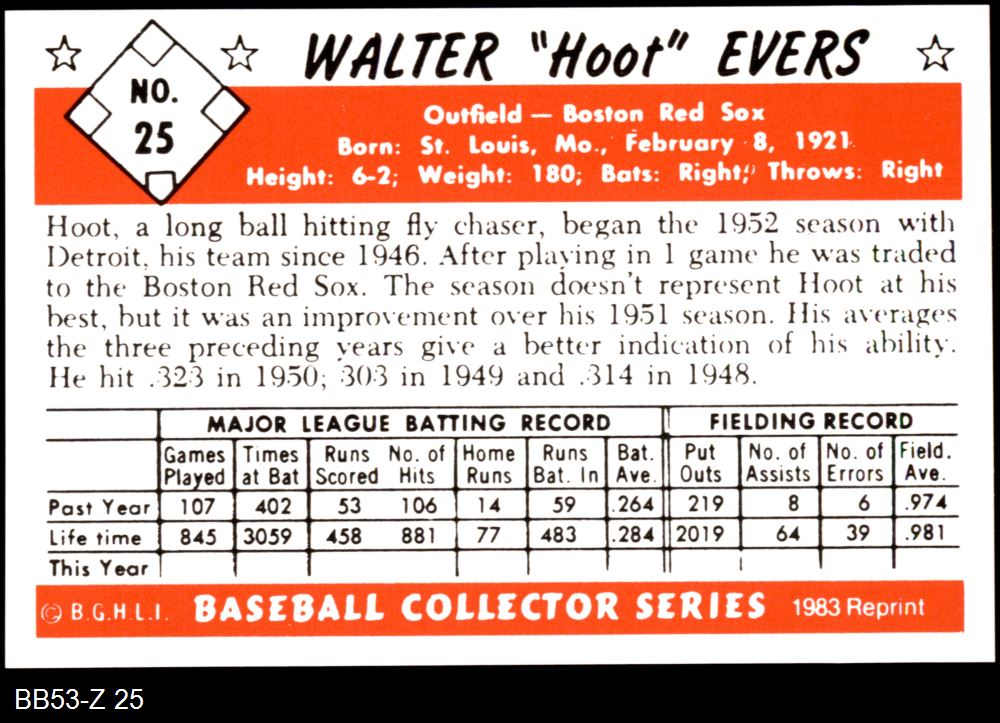 WALTER "Hoot" EVERS
NO.
25
Outfield — Boston Red Sox
Born: St. Louis, Mo., February 8, 1921
Height: 6-2; Weight: 180; Bats: Right; Throws: Right
Hoot, a long ball hitting fly chaser, began the 1952 season with
Detroit, his team since 1946. After playing in 1 game he was traded
to the Boston Red Sox. The season doesn't represent Hoot at his
best, but it was an improvement over his 1951 season. His averages
the three preceding years give a better indication of his ability.
He hit .323 in 1950; .303 in 1949 and .314 in 1948.
MAJOR LEAGUE BATTING RECORD FIELDING RECORD
Games Times Runs No. of Home Runs Bat. Put No. of No. of Field.
Played at Bat Scored Hits Runs Bat. In Ave. Outs Assists Errors Ave.
Past Year 107 402 53 106 14 59 .264 219 8 6 .974
Life time 845 3059 458 881 77 483 .284 2019 64 39 .981
This Year
© B.G.H.L.I. BASEBALL COLLECTOR SERIES 1983 Reprint
BB53-Z 25